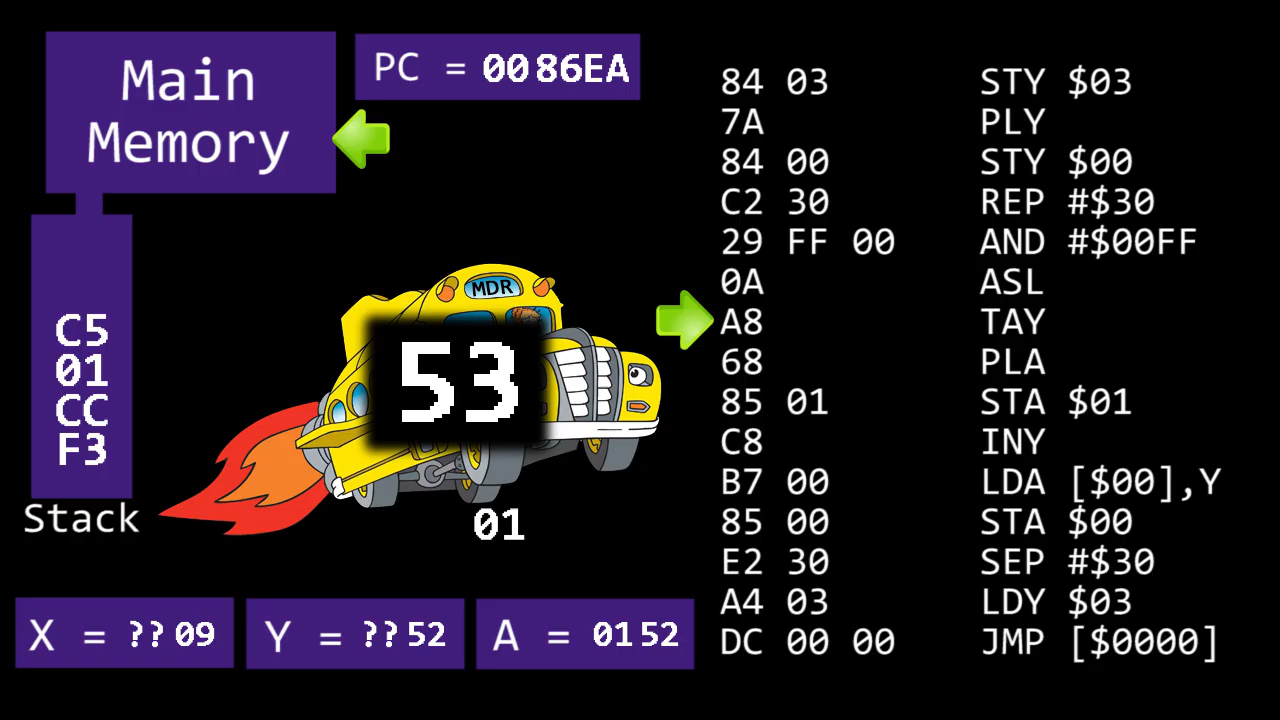 Main
Memory
PC = 0086EA
C5
01
CC
F3
Stack
MDR
53
01
X = ??09
Y = ??52
A = 0152
84 03 STY $03
7A PLY
84 00 STY $00
C2 30 REP #$30
29 FF 00 AND #$00FF
0A ASL
A8 TAY
68 PLA
85 01 STA $01
C8 INY
B7 00 LDA [$00],Y
85 00 STA $00
E2 30 SEP #$30
A4 03 LDY $03
DC 00 00 JMP [$0000]